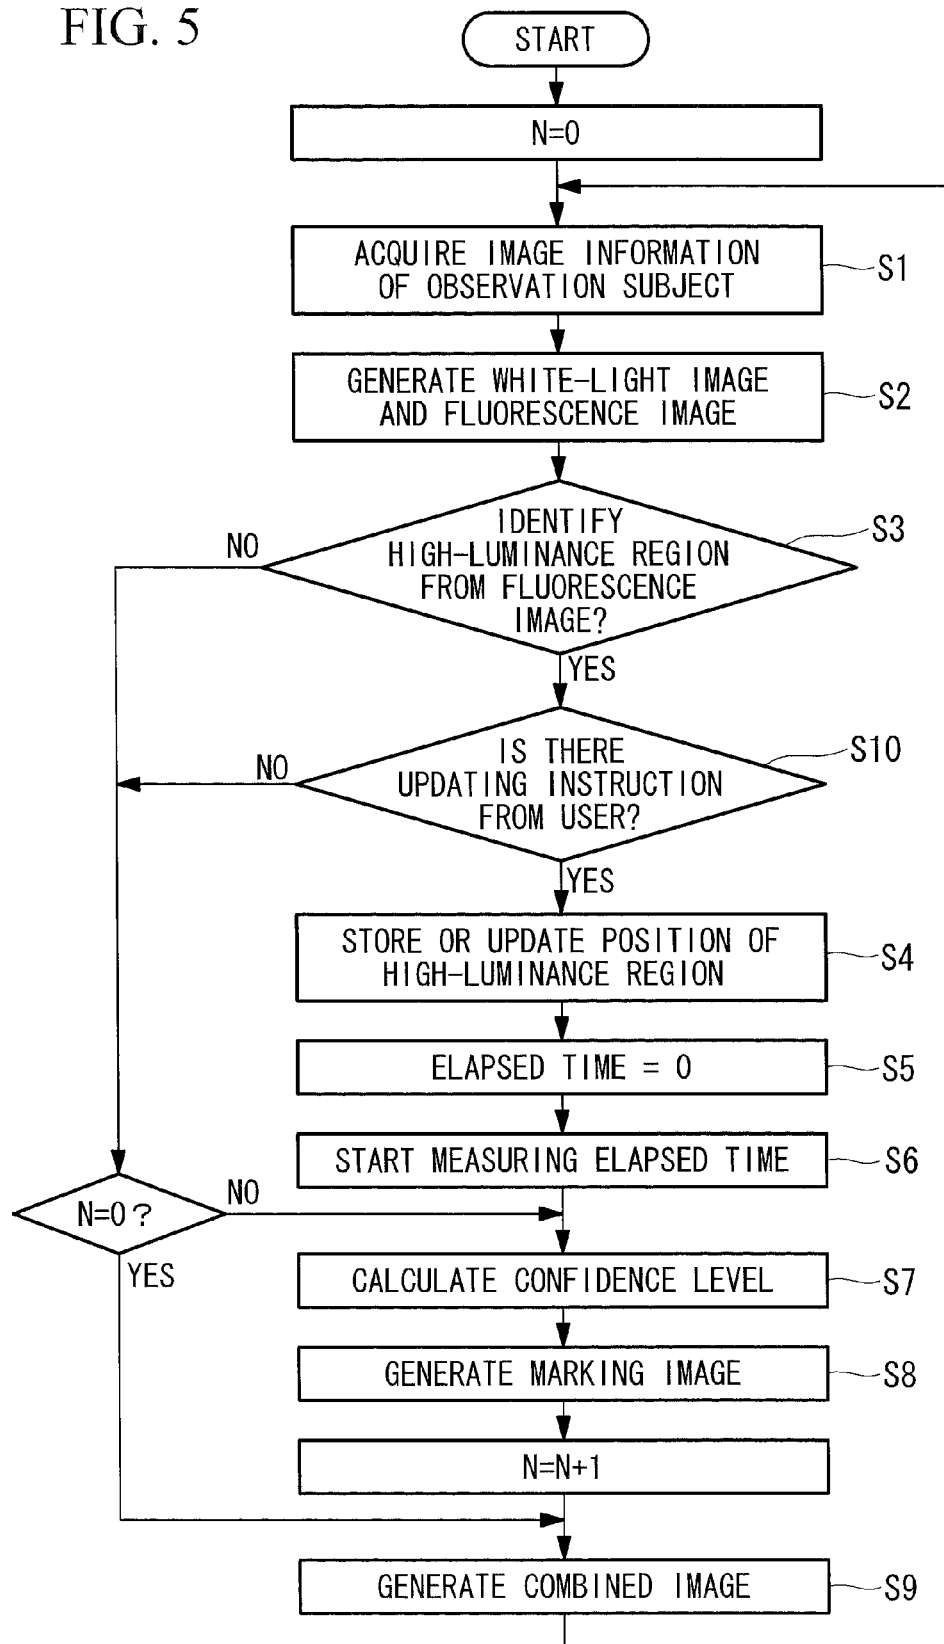 FIG. 5
START
N=0
ACQUIRE IMAGE INFORMATION
OF OBSERVATION SUBJECT
S1
GENERATE WHITE-LIGHT IMAGE
AND FLUORESCENCE IMAGE
S2
IDENTIFY
HIGH-LUMINANCE REGION
FROM FLUORESCENCE
IMAGE?
S3
NO
YES
IS THERE
UPDATING INSTRUCTION
FROM USER?
S10
NO
YES
STORE OR UPDATE POSITION OF
HIGH-LUMINANCE REGION
S4
ELAPSED TIME = 0
S5
START MEASURING ELAPSED TIME
S6
N=0?
NO
YES
CALCULATE CONFIDENCE LEVEL
S7
GENERATE MARKING IMAGE
S8
N=N+1
GENERATE COMBINED IMAGE
S9